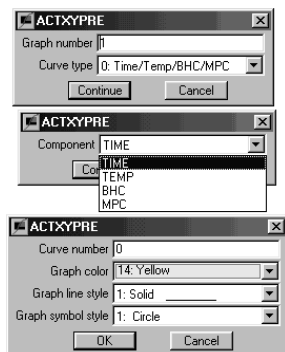 ACTXYPRE
Graph number 1
Curve type 0: Time/Temp/BHC/MPC
Continue Cancel
ACTXYPRE
Component TIME
TIME
TEMP
BHC
MPC
ACTXYPRE
Curve number 0
Graph color 14: Yellow
Graph line style 1: Solid ________
Graph symbol style 1: Circle
OK Cancel